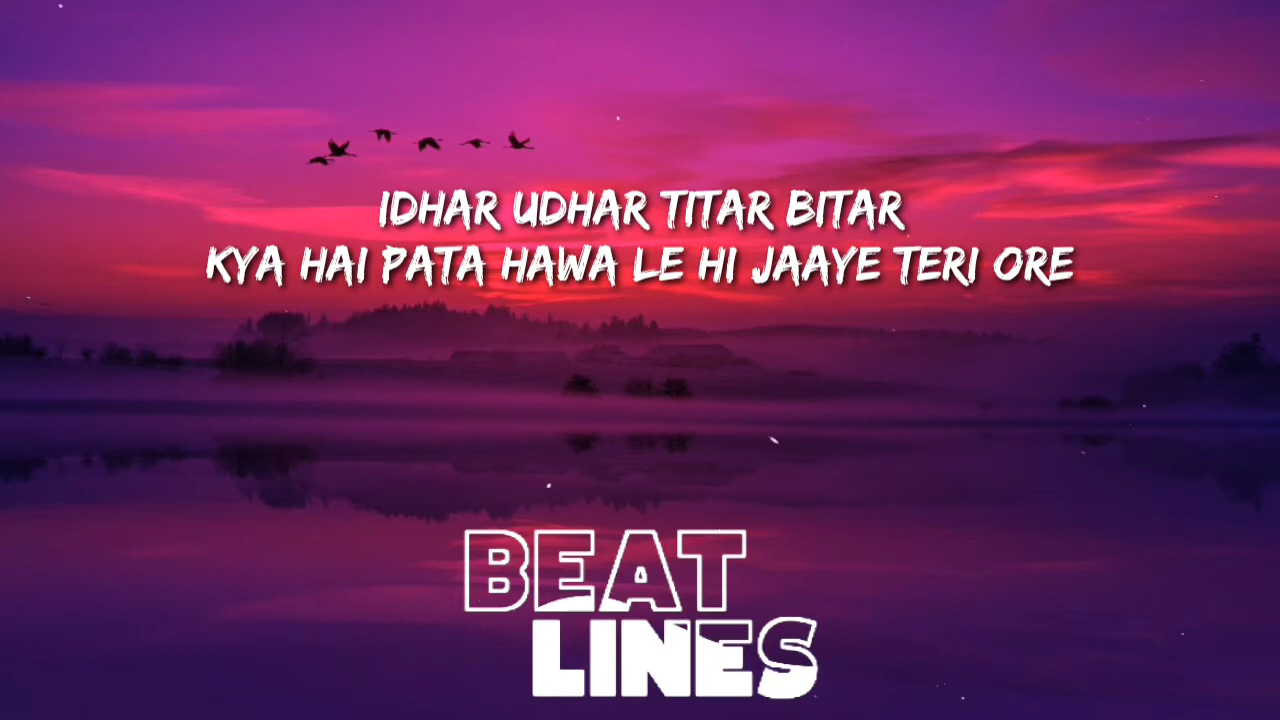 IDHAR UDHAR TITAR BITAR
KYA HAI PATA HAWA LE HI JAAYE TERI ORE
BEAT
LINES